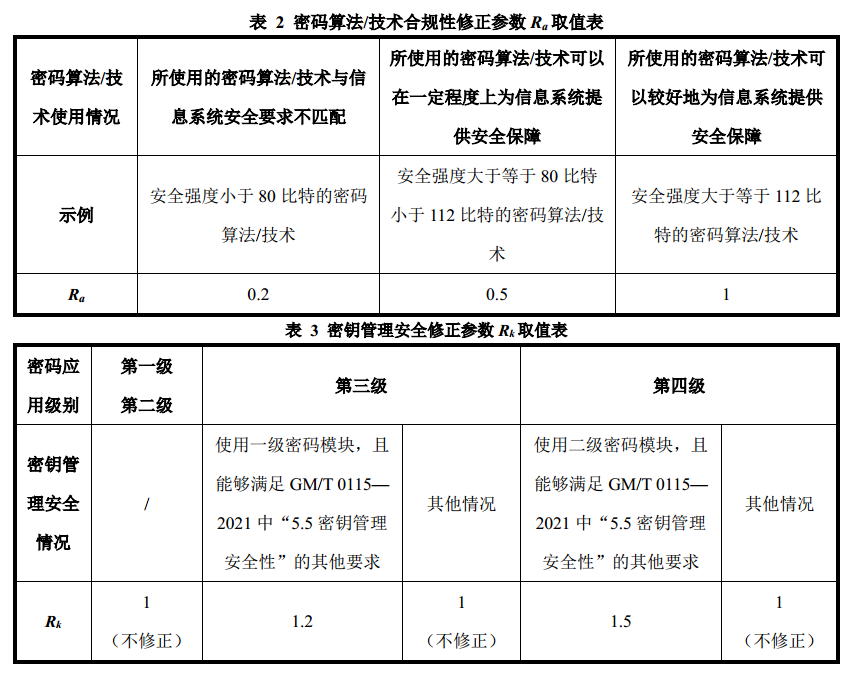 表 2 密码算法/技术合规性修正参数 Ra取值表
密码算法/技
术使用情况
所使用的密码算法/技术与信
息系统安全要求不匹配
所使用的密码算法/技术可以
在一定程度上为信息系统提
供安全保障
所使用的密码算法/技术可
以较好地为信息系统提供
安全保障
示例
安全强度小于 80 比特的密码
算法/技术
安全强度大于等于 80 比特
小于 112 比特的密码算法/技
术
安全强度大于等于 112 比
特的密码算法/技术
Ra
0.2
0.5
1
表 3 密钥管理安全修正参数 Rk取值表
密码应
用级别
第一级
第二级
第三级
第四级
密钥管
理安全
情况
/
使用一级密码模块，且
能够满足 GM/T 0115—
2021 中“5.5 密钥管理
安全性”的其他要求
其他情况
使用二级密码模块，且
能够满足 GM/T 0115—
2021 中“5.5 密钥管理
安全性”的其他要求
其他情况
Rk
1
（不修正）
1.2
1
（不修正）
1.5
1
（不修正）